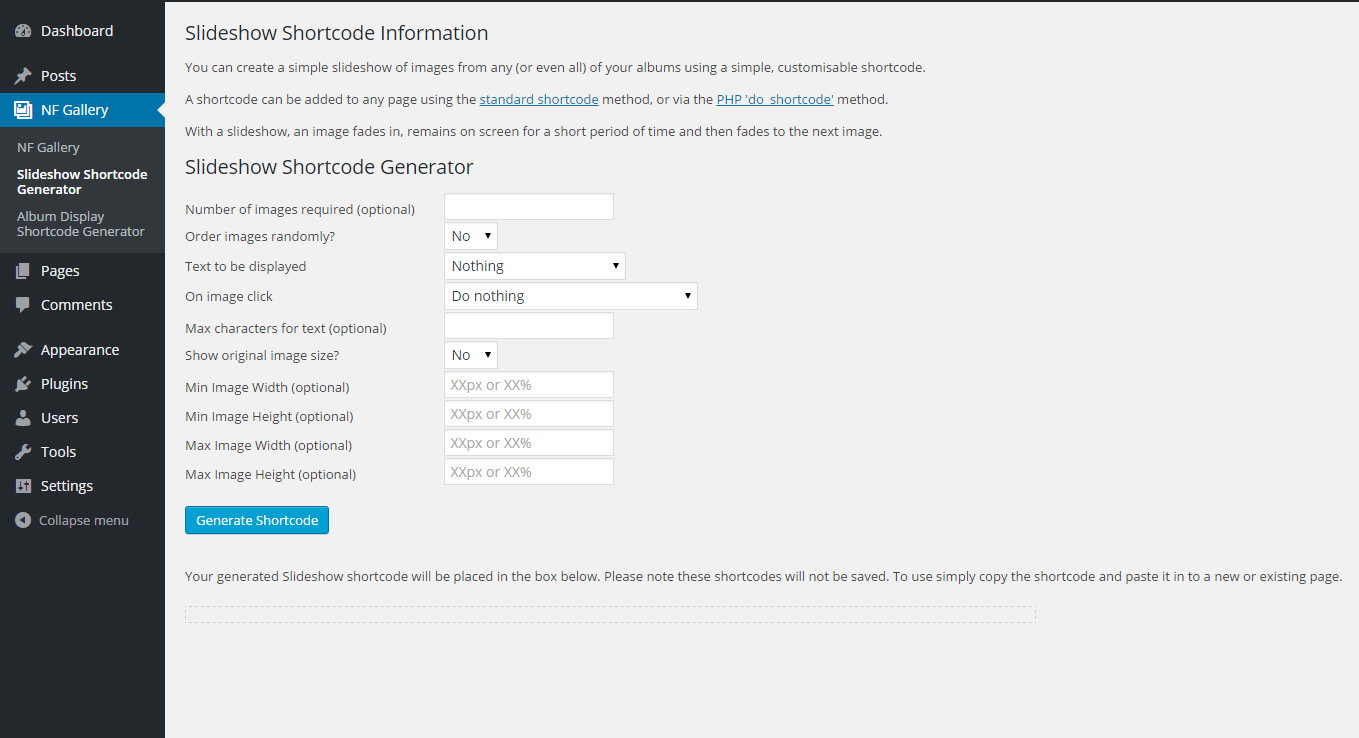 Dashboard
Posts
NF Gallery
NF Gallery
Slideshow Shortcode
Generator
Album Display
Shortcode Generator
Pages
Comments
Appearance
Plugins
Users
Tools
Settings
Collapse menu
Slideshow Shortcode Information
You can create a simple slideshow of images from any (or even all) of your albums using a simple, customisable shortcode.
A shortcode can be added to any page using the standard shortcode method, or via the PHP 'do_shortcode' method.
With a slideshow, an image fades in, remains on screen for a short period of time and then fades to the next image.
Slideshow Shortcode Generator
Number of images required (optional)
Order images randomly? No
Text to be displayed Nothing
On image click Do nothing
Max characters for text (optional)
Show original image size? No
Min Image Width (optional) XXpx or XX%
Min Image Height (optional) XXpx or XX%
Max Image Width (optional) XXpx or XX%
Max Image Height (optional) XXpx or XX%
Generate Shortcode
Your generated Slideshow shortcode will be placed in the box below. Please note these shortcodes will not be saved. To use simply copy the shortcode and paste it in to a new or existing page.